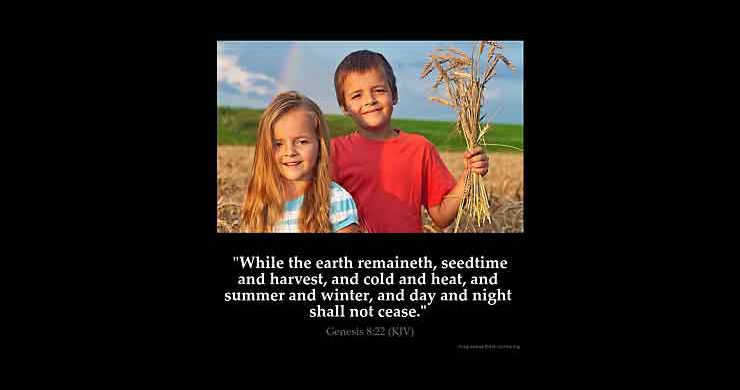 "While the earth remaineth, seedtime
and harvest, and cold and heat, and
summer and winter, and day and night
shall not cease."
Genesis 8:22 (KJV)